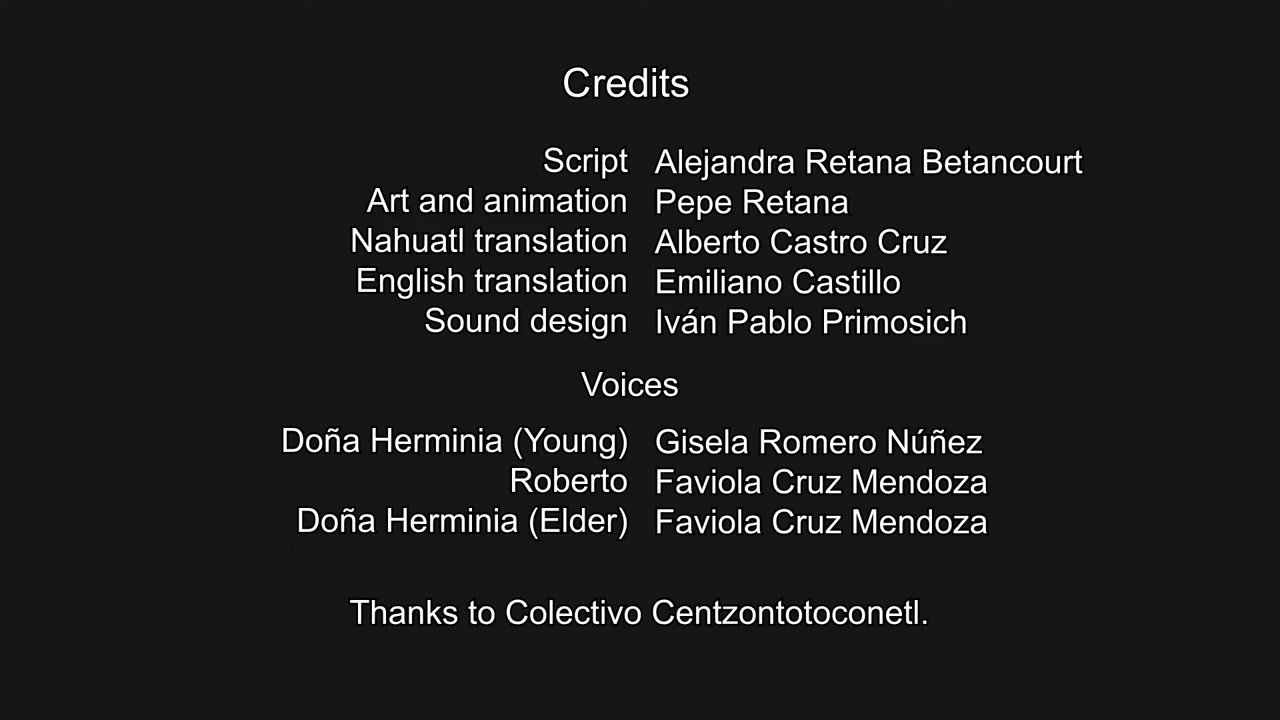 Credits
Script Alejandra Retana Betancourt
Art and animation Pepe Retana
Nahuatl translation Alberto Castro Cruz
English translation Emiliano Castillo
Sound design Iván Pablo Primosich
Voices
Doña Herminia (Young) Gisela Romero Núñez
Roberto Faviola Cruz Mendoza
Doña Herminia (Elder) Faviola Cruz Mendoza
Thanks to Colectivo Centzontotoconetl.